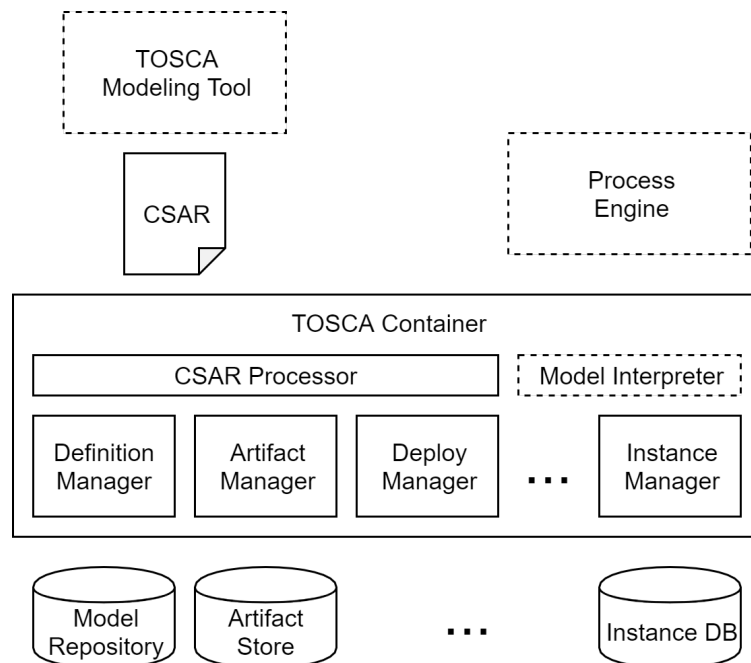 TOSCA
Modeling Tool
CSAR
Process
Engine
TOSCA Container
CSAR Processor
Model Interpreter
Definition
Manager
Artifact
Manager
Deploy
Manager
...
Instance
Manager
Model
Repository
Artifact
Store
...
Instance DB